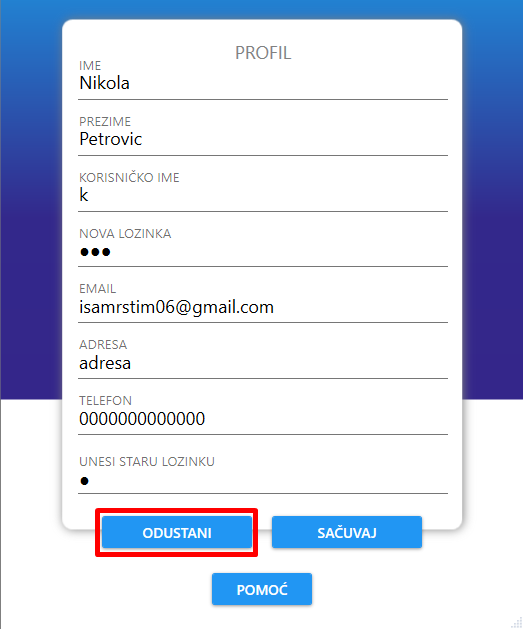 PROFIL
IME
Nikola
PREZIME
Petrovic
KORISNIČKO IME
k
NOVA LOZINKA
●●●
EMAIL
isamrstim06@gmail.com
ADRESA
adresa
TELEFON
0000000000000
UNESI STARU LOZINKU
●
ODUSTANI SAČUVAJ
POMOĆ